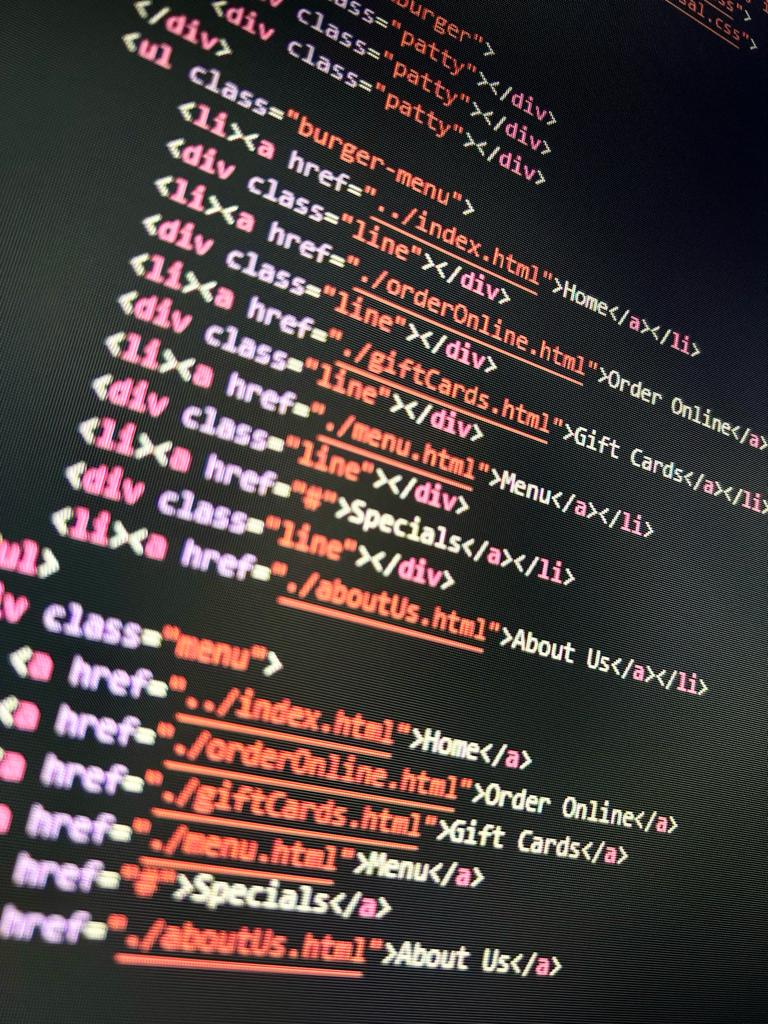 ss">
sal.css">
burger">
<div class="patty"></div>
<div class="patty"></div>
class="patty"></div>
</div>
<ul class="burger-menu">
<li><a href="../index.html">Home</a></li>
<div class="line"></div>
<li><a href="./orderOnline.html">Order Online</a>
<div class="line"></div>
<li><a href="./giftCards.html">Gift Cards</a></li>
<div class="line"></div>
<li><a href="./menu.html">Menu</a></li>
<div class="line"></div>
<li><a href="#">Specials</a></li>
<div class="line"></div>
<li><a href="./aboutUs.html">About Us</a></li>
ul>
v class="menu">
<a href="../index.html">Home</a>
<a href="./orderOnline.html">Order Online</a>
a href="./giftCards.html">Gift Cards</a>
a href="./menu.html">Menu</a>
href="#">Specials</a>
href="./aboutUs.html">About Us</a>